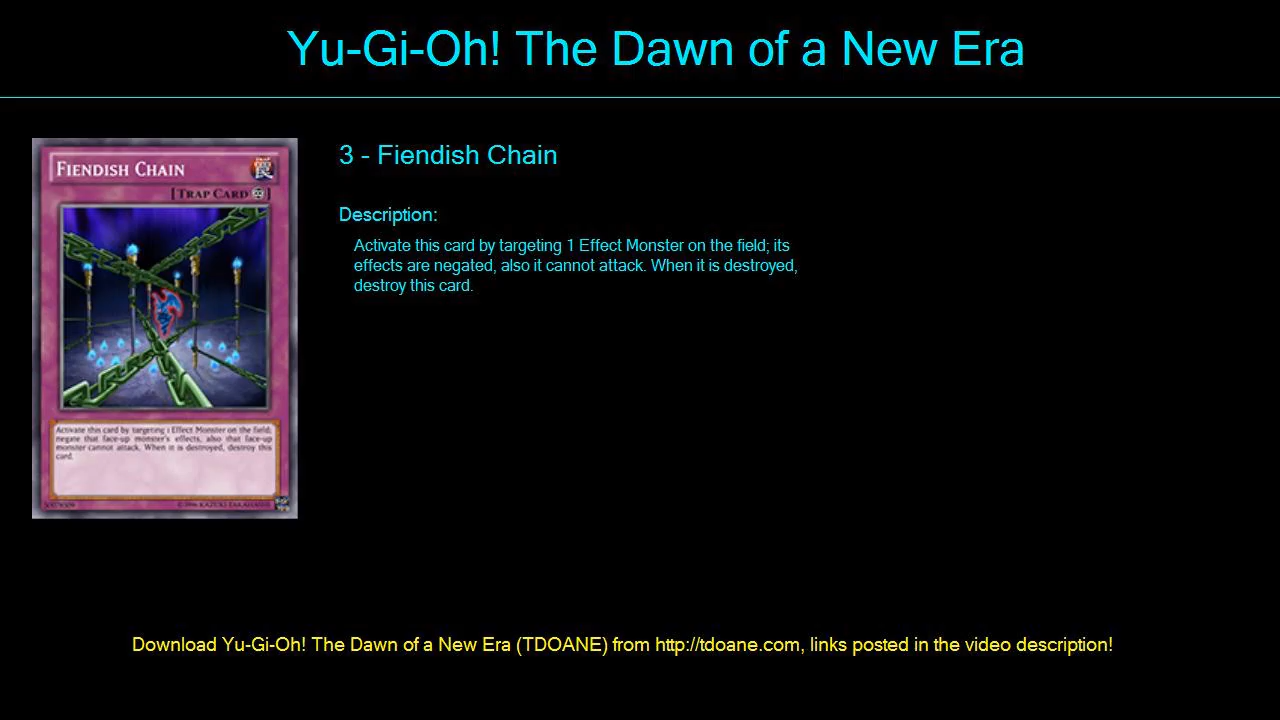 Yu-Gi-Oh! The Dawn of a New Era
FIENDISH CHAIN
[TRAP CARD]
Activate this card by targeting 1 Effect Monster on the field;
negate that face-up monster's effects, also that face-up
monster cannot attack. When it is destroyed, destroy this
card.
©1996 KAZUKI TAKAHASHI
3 - Fiendish Chain
Description:
Activate this card by targeting 1 Effect Monster on the field; its
effects are negated, also it cannot attack. When it is destroyed,
destroy this card.
Download Yu-Gi-Oh! The Dawn of a New Era (TDOANE) from http://tdoane.com, links posted in the video description!